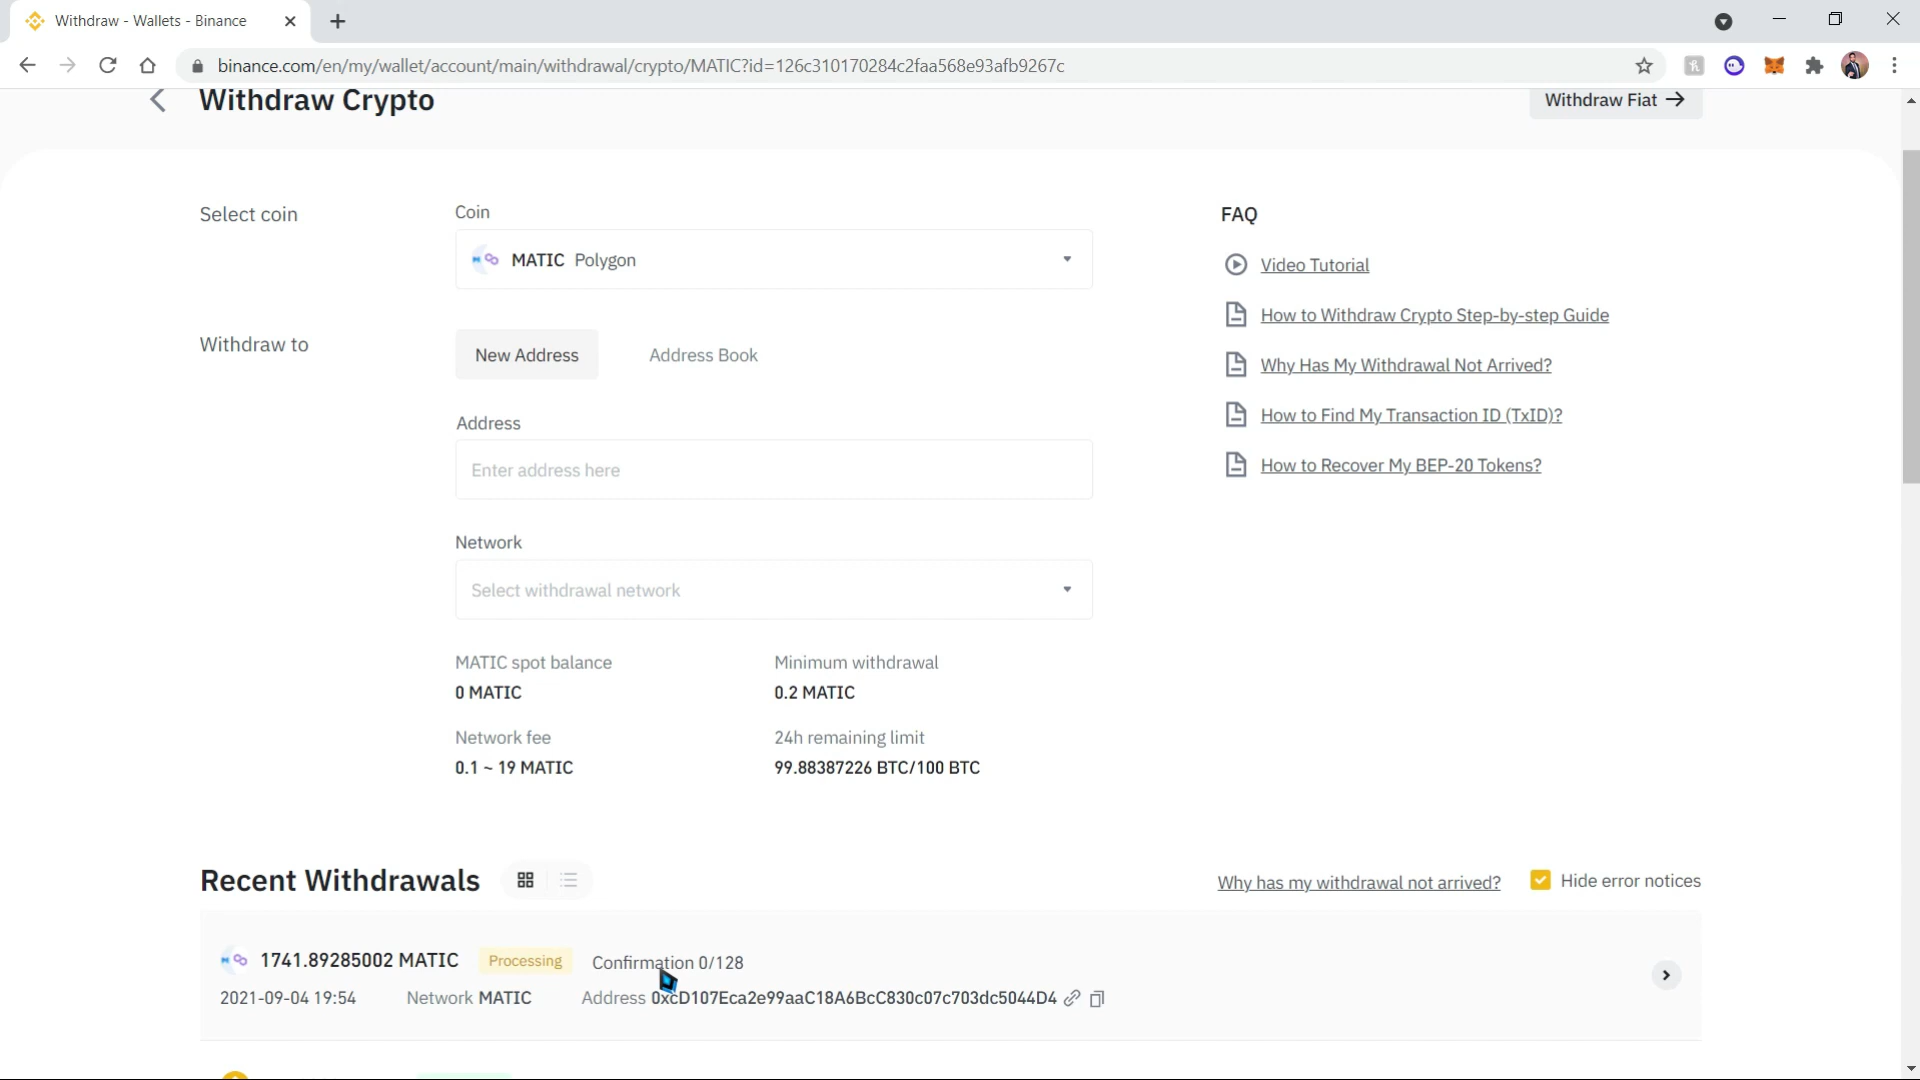 Withdraw - Wallets - Binance
binance.com/en/my/wallet/account/main/withdrawal/crypto/MATIC?id=126c310170284c2faa568e93afb9267c
Withdraw Crypto
Withdraw Fiat
Select coin
Coin
MATIC Polygon
Withdraw to
New Address
Address Book
Address
Enter address here
Network
Select withdrawal network
MATIC spot balance
0 MATIC
Minimum withdrawal
0.2 MATIC
Network fee
0.1 ~ 19 MATIC
24h remaining limit
99.88387226 BTC/100 BTC
FAQ
Video Tutorial
How to Withdraw Crypto Step-by-step Guide
Why Has My Withdrawal Not Arrived?
How to Find My Transaction ID (TxID)?
How to Recover My BEP-20 Tokens?
Recent Withdrawals
Why has my withdrawal not arrived?
Hide error notices
1741.89285002 MATIC Processing Confirmation 0/128
2021-09-04 19:54 Network MATIC Address 0xcD107Eca2e99aaC18A6BcC830c07c703dc5044D4